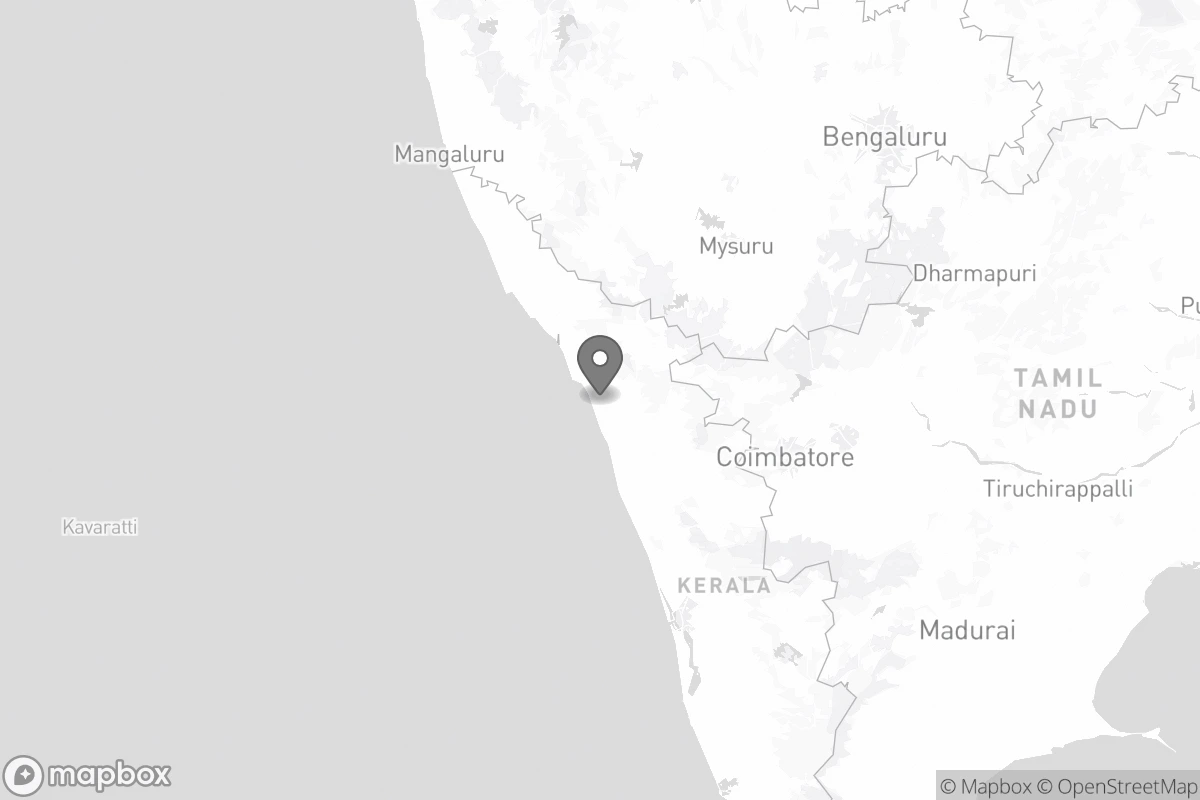 Bengaluru
Mangaluru
Mysuru
Dharmapuri
Pu
TAMIL
NADU
Coimbatore
Tiruchirappalli
Kavaratti
KERALA
Madurai
mapbox
© Mapbox © OpenStreetMap